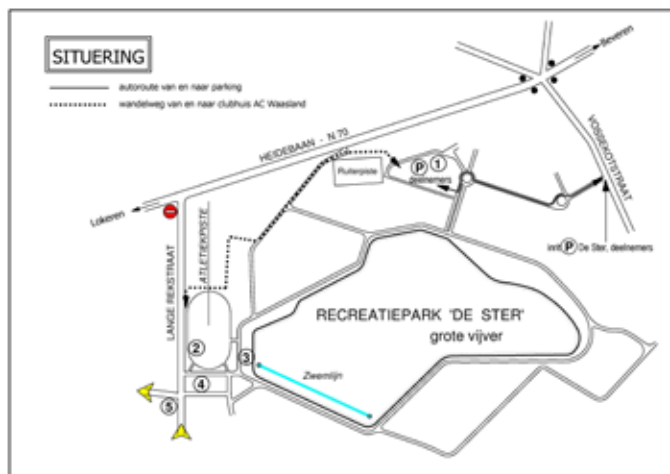 SITUERING
autoroute van en naar parking
wandelweg van en naar clubhuis AC Waasland
Beveren
HEIDEBAAN - N 70
VOSSEKOTSTRAAT
Ruiterpiste
P 1
deelnemers
Lokeren
ATLETIEKPISTE
LANGE REKSTRAAT
inrit P De Ster, deelnemers
RECREATIEPARK 'DE STER'
grote vijver
2
3
Zwemlijn
4
5